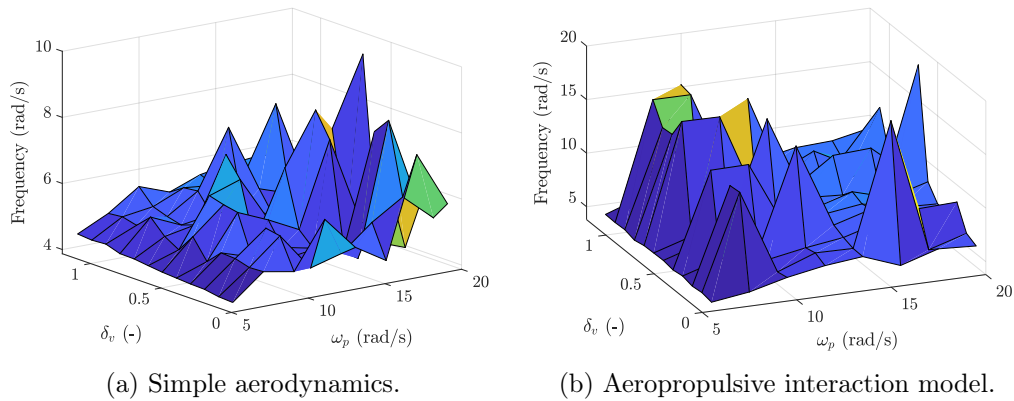 10
8
6
4
Frequency (rad/s)
1
0.5
0
δ_v (-)
5
10
15
20
ω_p (rad/s)
(a) Simple aerodynamics.
20
15
10
5
Frequency (rad/s)
1
0.5
0
δ_v (-)
5
10
15
20
ω_p (rad/s)
(b) Aeropropulsive interaction model.